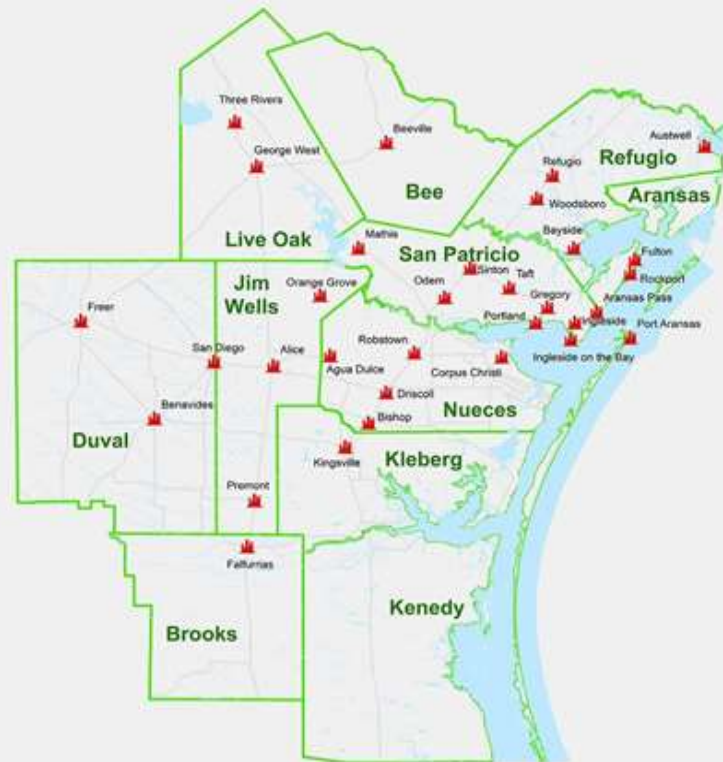 Three Rivers
Beeville
Austwell
George West
Refugio
Refugio
Bee
Aransas
Woodsboro
Live Oak
Mathis
San Patricio
Bayside
Fulton
Sinton
Rockport
Jim
Wells
Orange Grove
Odem
Taft
Gregory
Aransas Pass
Freer
Portland
Ingleside
Port Aransas
Robstown
Ingleside on the Bay
San Diego
Alice
Agua Dulce
Corpus Christi
Driscoll
Benavides
Nueces
Bishop
Duval
Kingsville
Kleberg
Premont
Falfurrias
Kenedy
Brooks